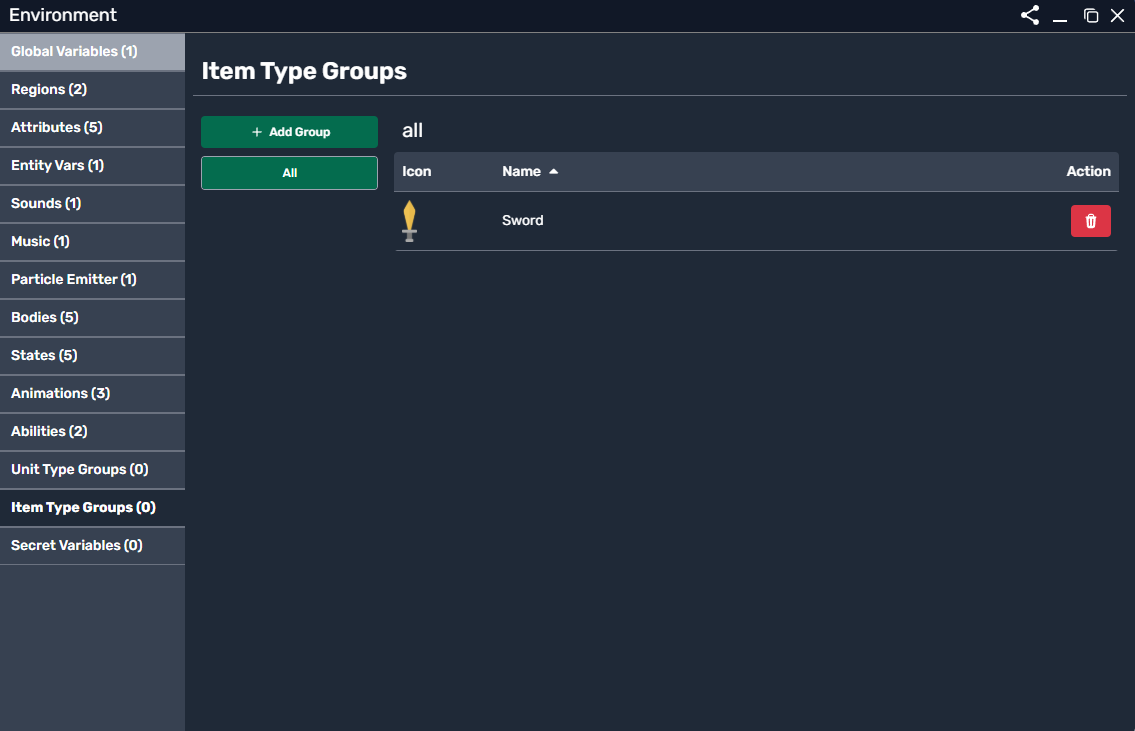 Environment
Global Variables (1)
Regions (2)
Attributes (5)
Entity Vars (1)
Sounds (1)
Music (1)
Particle Emitter (1)
Bodies (5)
States (5)
Animations (3)
Abilities (2)
Unit Type Groups (0)
Item Type Groups (0)
Secret Variables (0)
Item Type Groups
+ Add Group
All
all
Icon Name Action
Sword